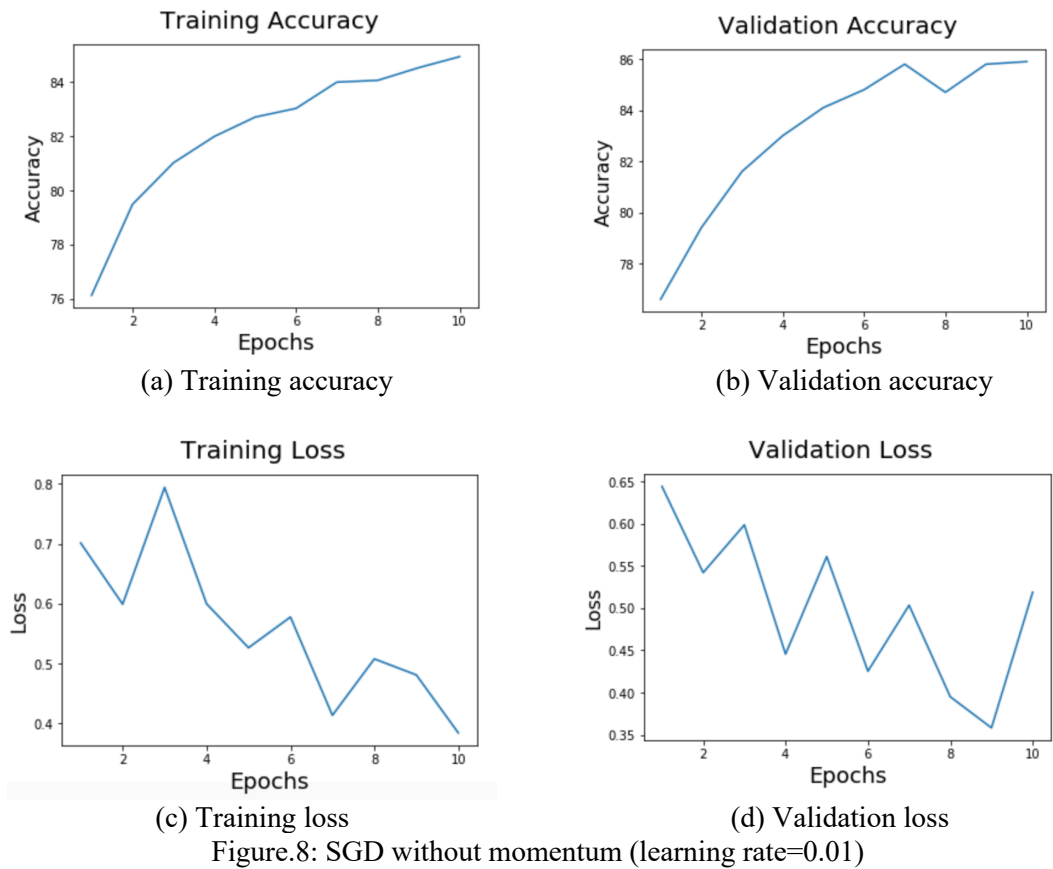 Training Accuracy
84
82
80
78
76
Accuracy
2 4 6 8 10
Epochs
(a) Training accuracy
Validation Accuracy
86
84
82
80
78
Accuracy
2 4 6 8 10
Epochs
(b) Validation accuracy
Training Loss
0.8
0.7
0.6
0.5
0.4
Loss
2 4 6 8 10
Epochs
(c) Training loss
Validation Loss
0.65
0.60
0.55
0.50
0.45
0.40
0.35
Loss
2 4 6 8 10
Epochs
(d) Validation loss
Figure.8: SGD without momentum (learning rate=0.01)